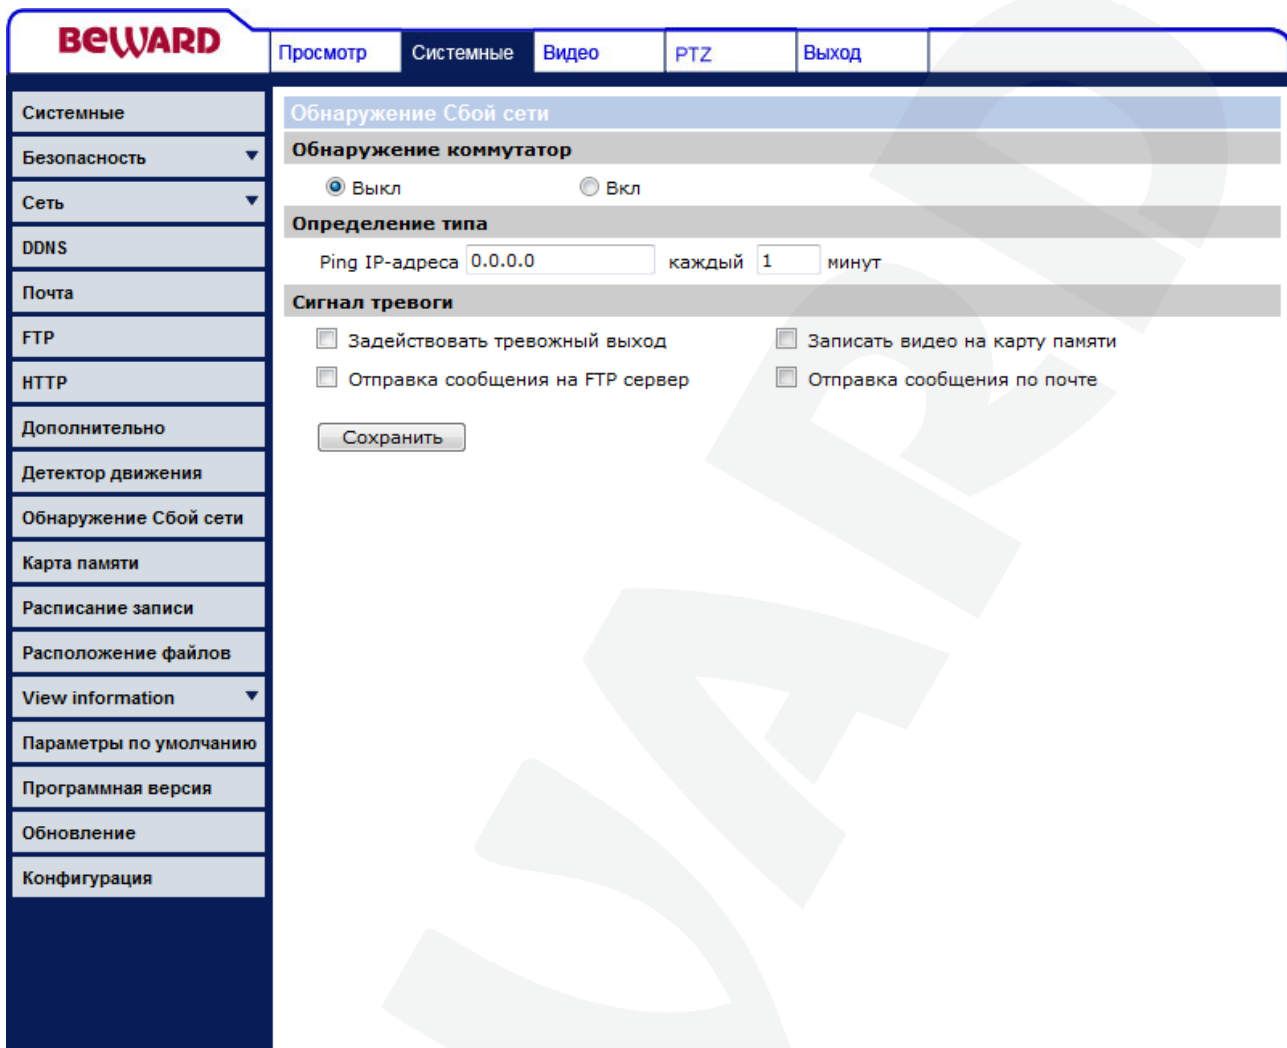 BEWARD
Просмотр Системные Видео PTZ Выход
Системные
Безопасность
Сеть
DDNS
Почта
FTP
HTTP
Дополнительно
Детектор движения
Обнаружение Сбой сети
Карта памяти
Расписание записи
Расположение файлов
View information
Параметры по умолчанию
Программная версия
Обновление
Конфигурация
Обнаружение Сбой сети
Обнаружение коммутатор
Выкл Вкл
Определение типа
Ping IP-адреса 0.0.0.0 каждый 1 минут
Сигнал тревоги
Задействовать тревожный выход Записать видео на карту памяти
Отправка сообщения на FTP сервер Отправка сообщения по почте
Сохранить